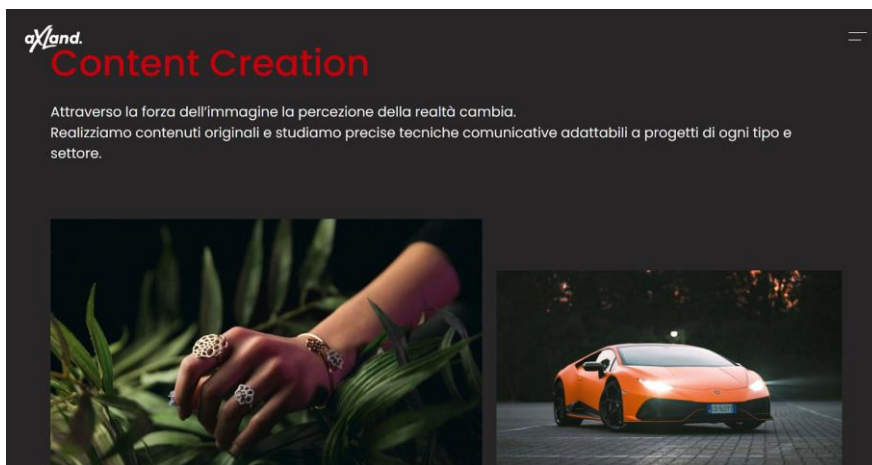 aXland.
Content Creation
Attraverso la forza dell’immagine la percezione della realtà cambia.
Realizziamo contenuti originali e studiamo precise tecniche comunicative adattabili a progetti di ogni tipo e
settore.